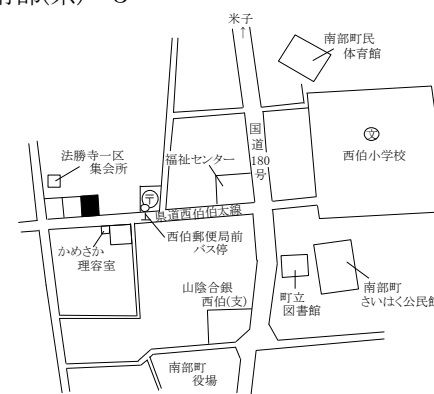 米子
↑
南部町民
体育館
国道180号
文
西伯小学校
法勝寺一区
集会所
福祉センター
〒
県道西伯伯太線
西伯郵便局前
バス停
かめさか
理容室
山陰合銀
西伯(支)
町立
図書館
南部町
さいはく公民館
南部町
役場